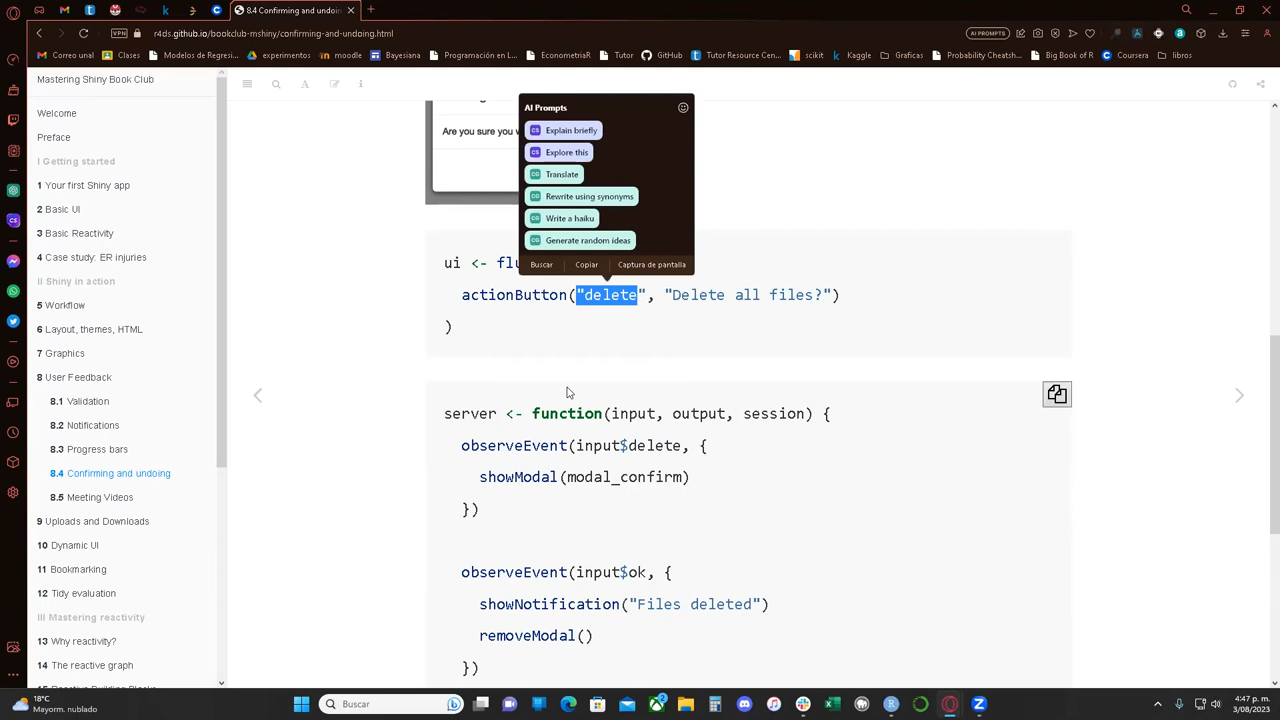 8.4 Confirming and undoin
r4ds.github.io/bookclub-mshiny/confirming-and-undoing.html
AI PROMPTS
Correo unal
Clases
Modelos de Regresi...
experimentos
moodle
Bayesiana
Programación en L...
EconometriaR
Tutor
GitHub
Tutor Resource Cen...
scikit
Kaggle
Graficas
Probability Cheatsh...
Big Book of R
Coursera
libros
Mastering Shiny Book Club
Welcome
Preface
I Getting started
1 Your first Shiny app
2 Basic UI
3 Basic Reactivity
4 Case study: ER injuries
II Shiny in action
5 Workflow
6 Layout, themes, HTML
7 Graphics
8 User Feedback
8.1 Validation
8.2 Notifications
8.3 Progress bars
8.4 Confirming and undoing
8.5 Meeting Videos
9 Uploads and Downloads
10 Dynamic UI
11 Bookmarking
12 Tidy evaluation
III Mastering reactivity
13 Why reactivity?
14 The reactive graph
Are you sure you w
AI Prompts
Explain briefly
Explore this
Translate
Rewrite using synonyms
Write a haiku
Generate random ideas
Buscar
Copiar
Captura de pantalla
ui <- flu
actionButton("delete", "Delete all files?")
)
server <- function(input, output, session) {
observeEvent(input$delete, {
showModal(modal_confirm)
})
observeEvent(input$ok, {
showNotification("Files deleted")
removeModal()
})
18°C
Mayorm. nublado
Buscar
2
4:47 p. m.
3/08/2023